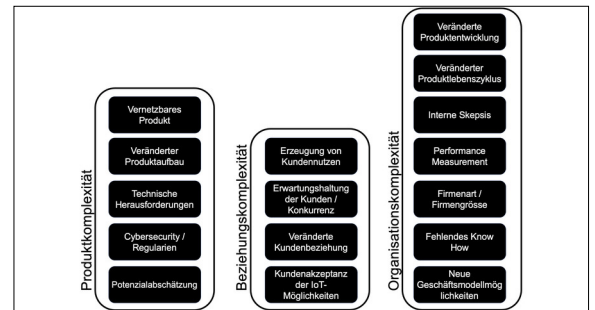 Produktkomplexität
Vernetzbares
Produkt
Veränderter
Produktaufbau
Technische
Herausforderungen
Cybersecurity /
Regularien
Potenzialabschätzung
Beziehungskomplexität
Erzeugung von
Kundennutzen
Erwartungshaltung
der Kunden /
Konkurrenz
Veränderte
Kundenbeziehung
Kundenakzeptanz
der IoT-
Möglichkeiten
Organisationskomplexität
Veränderte
Produktentwicklung
Veränderter
Produktlebenszyklus
Interne Skepsis
Performance
Measurement
Firmenart /
Firmengrösse
Fehlendes Know
How
Neue
Geschäftsmodellmög
lichkeiten